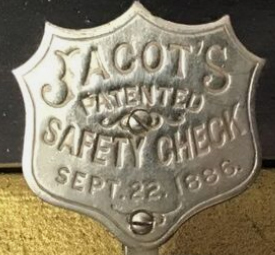 JACOT'S
PATENTED
SAFETY CHECK
SEPT. 22. 1886.